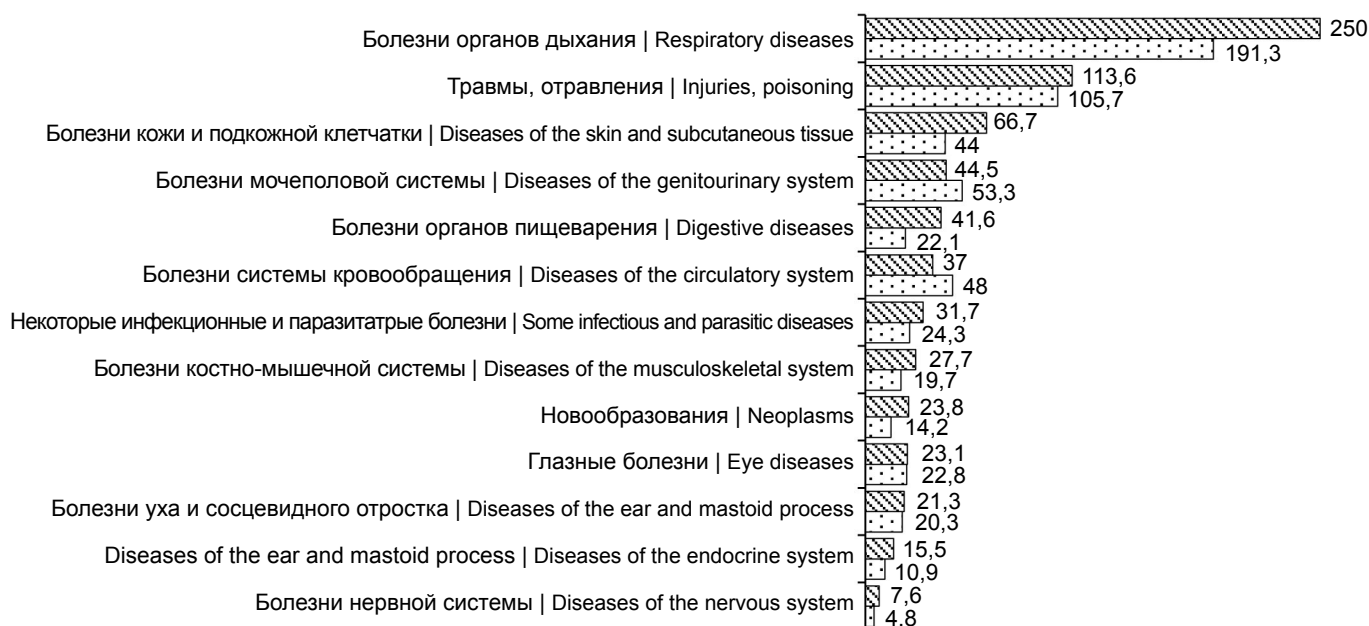 Болезни органов дыхания | Respiratory diseases
250
191,3
Травмы, отравления | Injuries, poisoning
113,6
105,7
Болезни кожи и подкожной клетчатки | Diseases of the skin and subcutaneous tissue
66,7
44
Болезни мочеполовой системы | Diseases of the genitourinary system
44,5
53,3
Болезни органов пищеварения | Digestive diseases
41,6
22,1
Болезни системы кровообращения | Diseases of the circulatory system
37
48
Некоторые инфекционные и паразитатрые болезни | Some infectious and parasitic diseases
31,7
24,3
Болезни костно-мышечной системы | Diseases of the musculoskeletal system
27,7
19,7
Новообразования | Neoplasms
23,8
14,2
Глазные болезни | Eye diseases
23,1
22,8
Болезни уха и сосцевидного отростка | Diseases of the ear and mastoid process
21,3
20,3
Diseases of the ear and mastoid process | Diseases of the endocrine system
15,5
10,9
Болезни нервной системы | Diseases of the nervous system
7,6
4,8